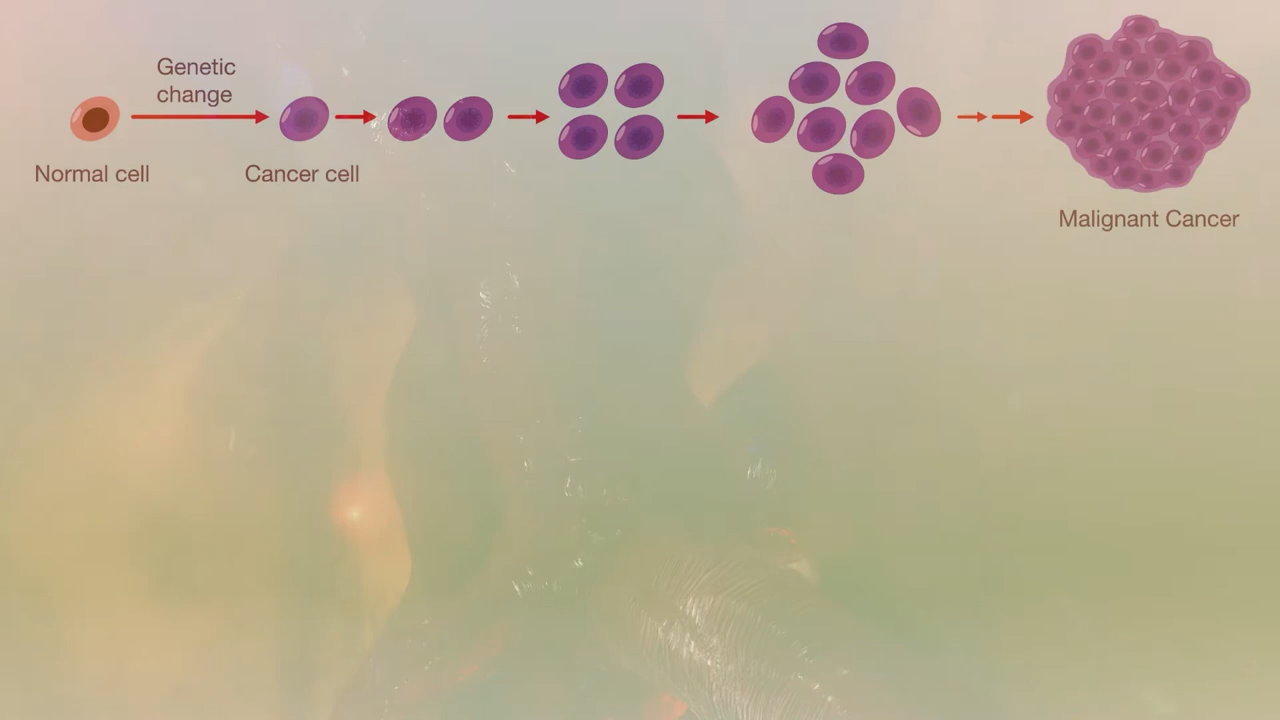 Genetic
change
Normal cell
Cancer cell
Malignant Cancer